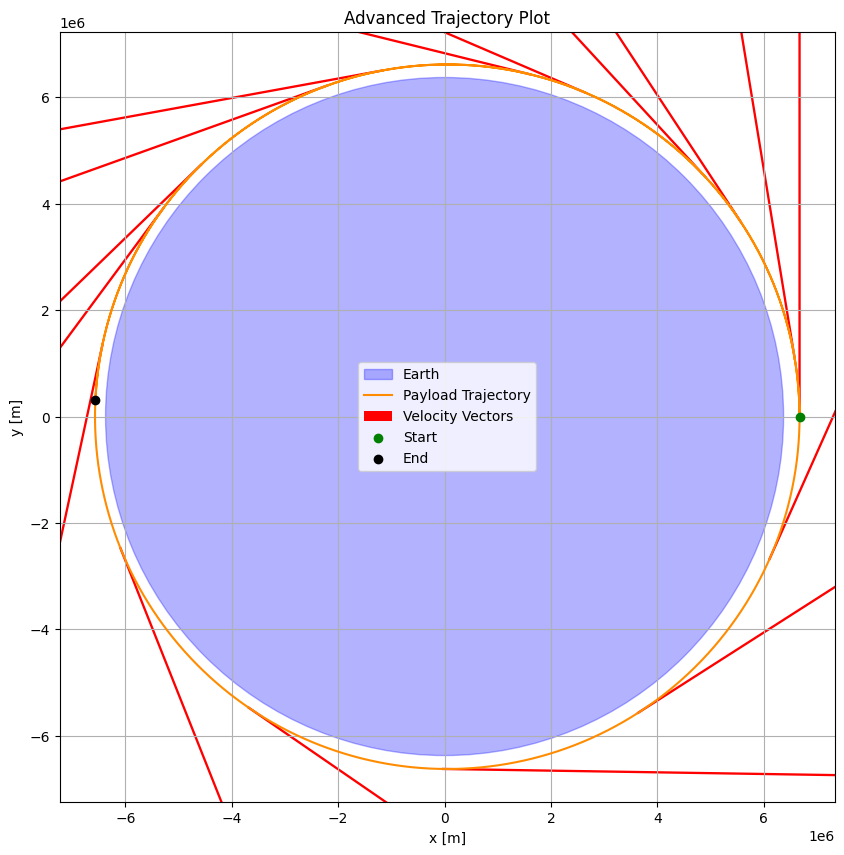 Advanced Trajectory Plot
1e6
6
4
2
0
−2
−4
−6
y [m]
Earth
Payload Trajectory
Velocity Vectors
Start
End
−6 −4 −2 0 2 4 6
x [m]
1e6